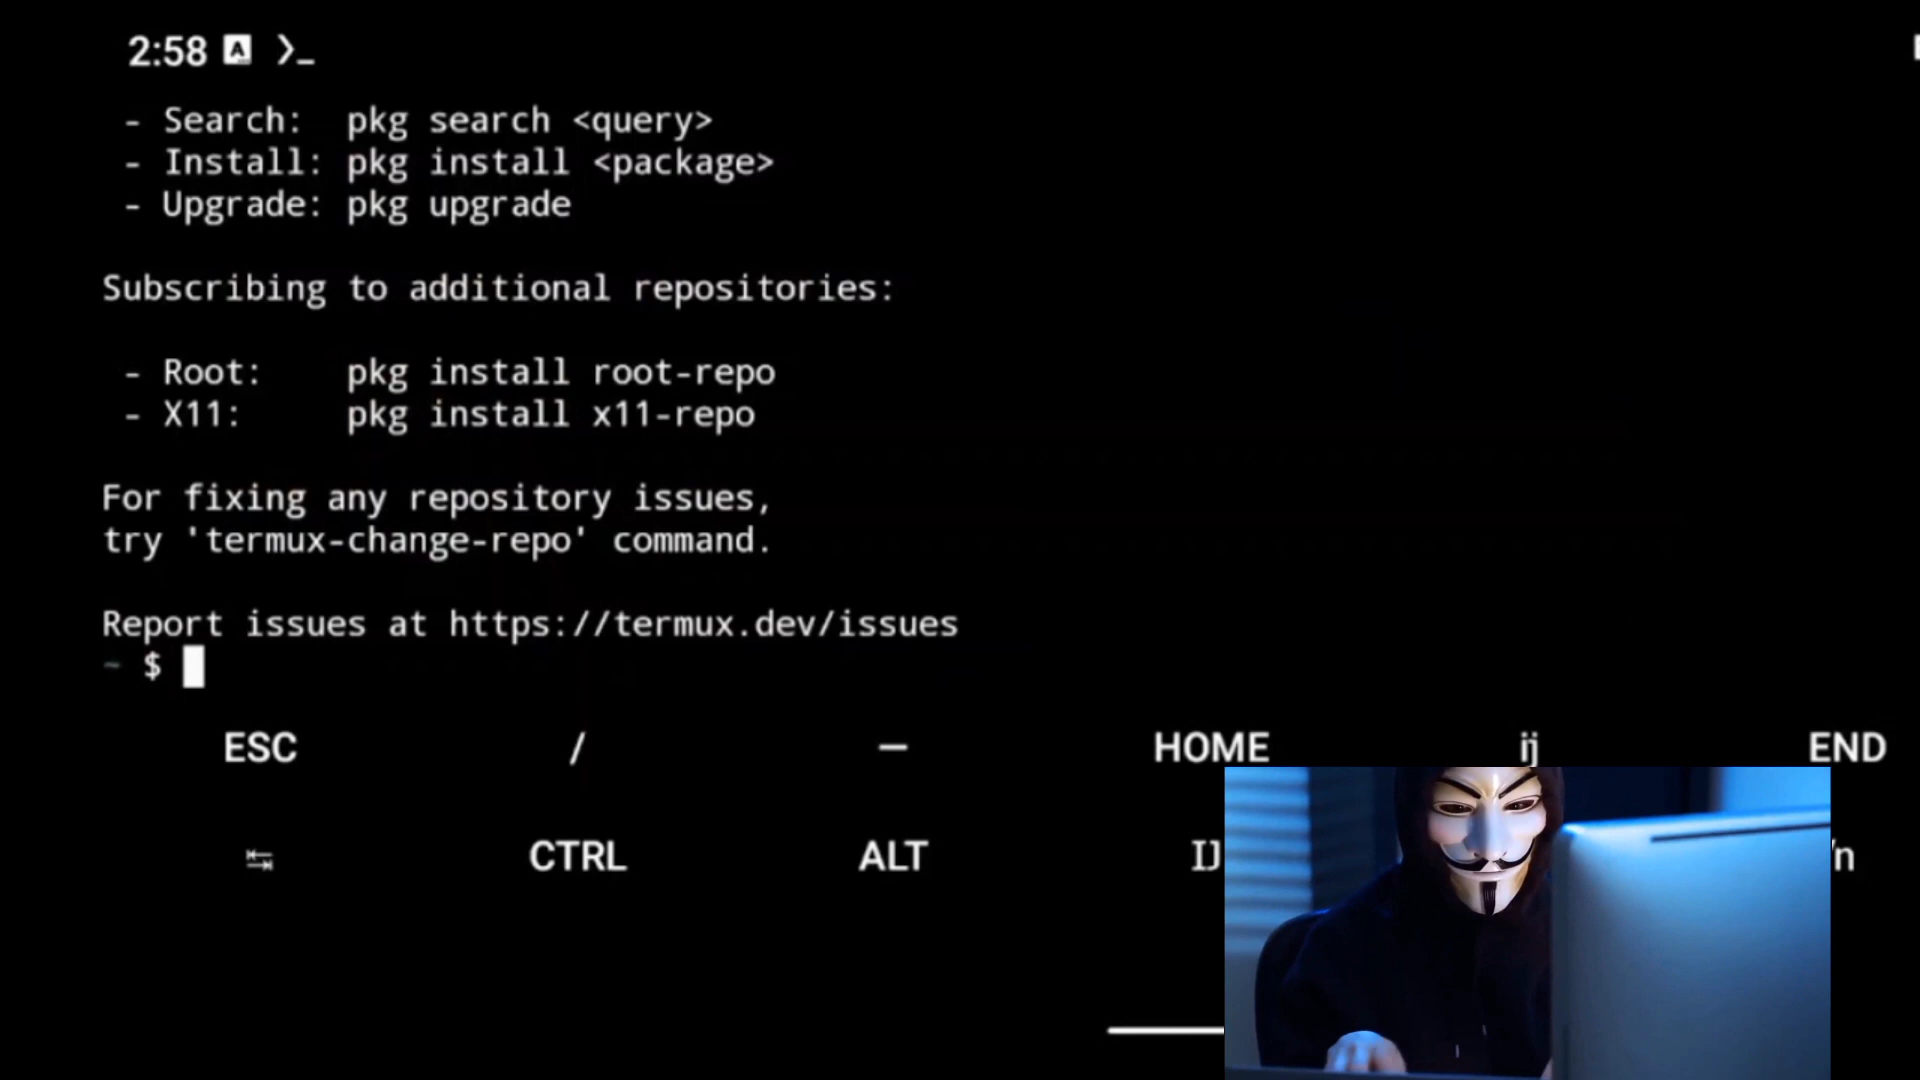 2:58 A >_
- Search: pkg search <query>
- Install: pkg install <package>
- Upgrade: pkg upgrade
Subscribing to additional repositories:
- Root: pkg install root-repo
- X11: pkg install x11-repo
For fixing any repository issues,
try 'termux-change-repo' command.
Report issues at https://termux.dev/issues
~ $
ESC / — HOME END
CTRL ALT